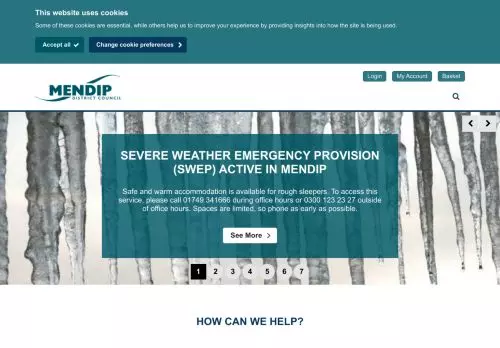 This website uses cookies
Some of these cookies are essential, while others help us to improve your experience by providing insights into how the site is being used.
Accept all
Change cookie preferences
Login
My Account
Basket
MENDIP
DISTRICT COUNCIL
SEVERE WEATHER EMERGENCY PROVISION
(SWEP) ACTIVE IN MENDIP
Safe and warm accommodation is available for rough sleepers. To access this
service, please call 01749 341666 during office hours or 0300 123 23 27 outside
of office hours. Spaces are limited, so phone as early as possible.
See More
1 2 3 4 5 6 7
HOW CAN WE HELP?